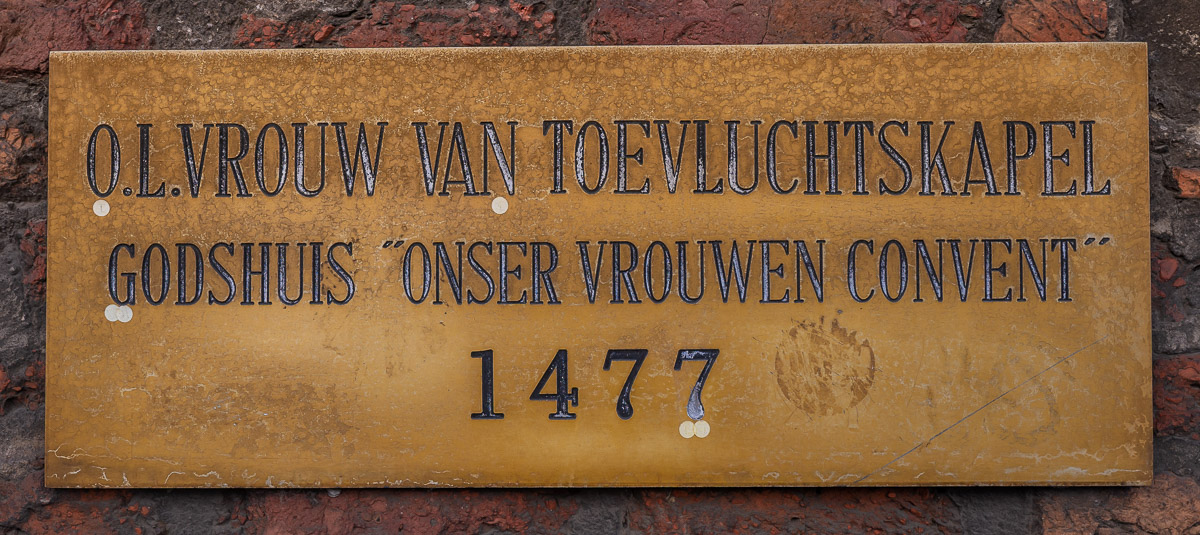 O.L.VROUW VAN TOEVLUCHTSKAPEL
GODSHUIS "ONSER VROUWEN CONVENT"
1477